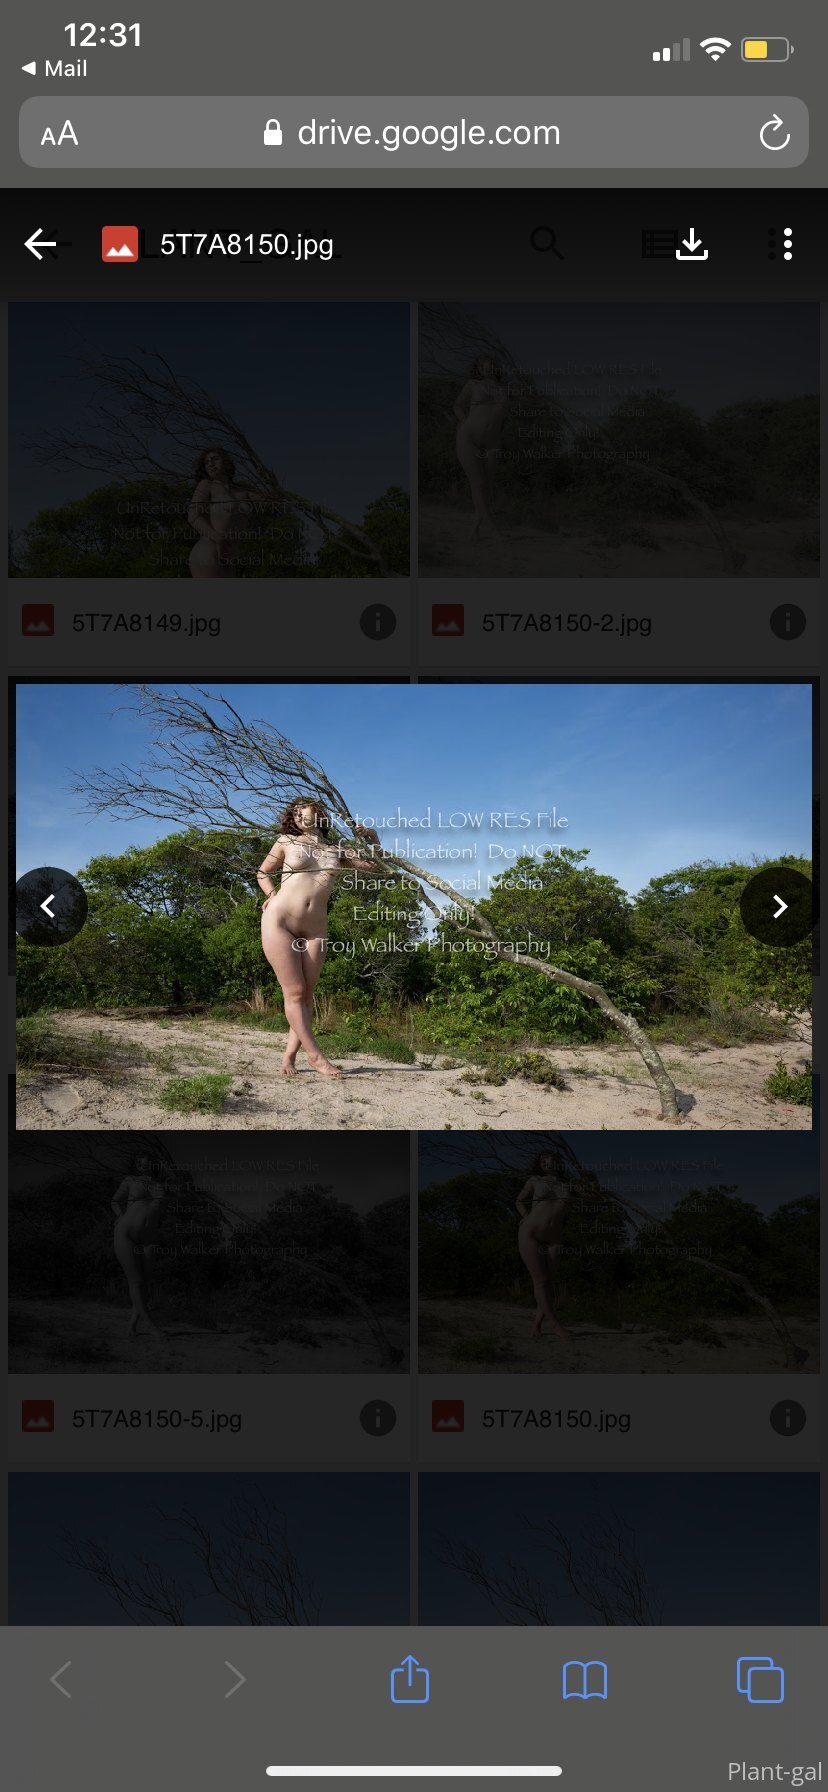 12:31
Mail
AA drive.google.com
5T7A8150.jpg
UnRetouched LOW RES File
Not for Publication! Do NOT
Share to Social Media
UnRetouched LOW RES File
Not for Publication! Do NOT
Share to Social Media
Editing Only!
© Troy Walker Photography
5T7A8149.jpg
5T7A8150-2.jpg
UnRetouched LOW RES File
Not for Publication! Do NOT
Share to Social Media
Editing Only!
© Troy Walker Photography
UnRetouched LOW RES File
Not for Publication! Do NOT
Share to Social Media
Editing Only!
© Troy Walker Photography
UnRetouched LOW RES File
Not for Publication! Do NOT
Share to Social Media
Editing Only!
© Troy Walker Photography
5T7A8150-5.jpg
5T7A8150.jpg
Plant-gal